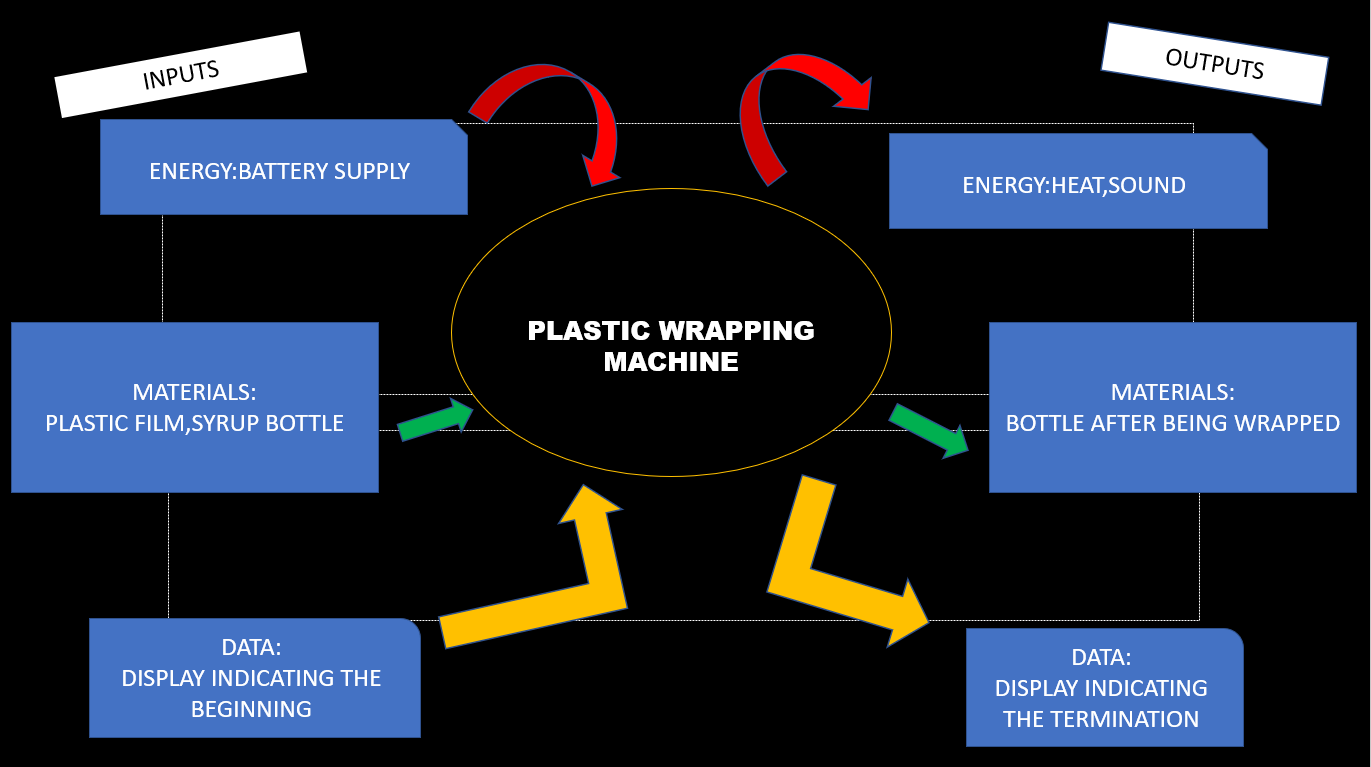 INPUTS
OUTPUTS
ENERGY:BATTERY SUPPLY
ENERGY:HEAT,SOUND
PLASTIC WRAPPING
MACHINE
MATERIALS:
PLASTIC FILM,SYRUP BOTTLE
MATERIALS:
BOTTLE AFTER BEING WRAPPED
DATA:
DISPLAY INDICATING THE
BEGINNING
DATA:
DISPLAY INDICATING
THE TERMINATION